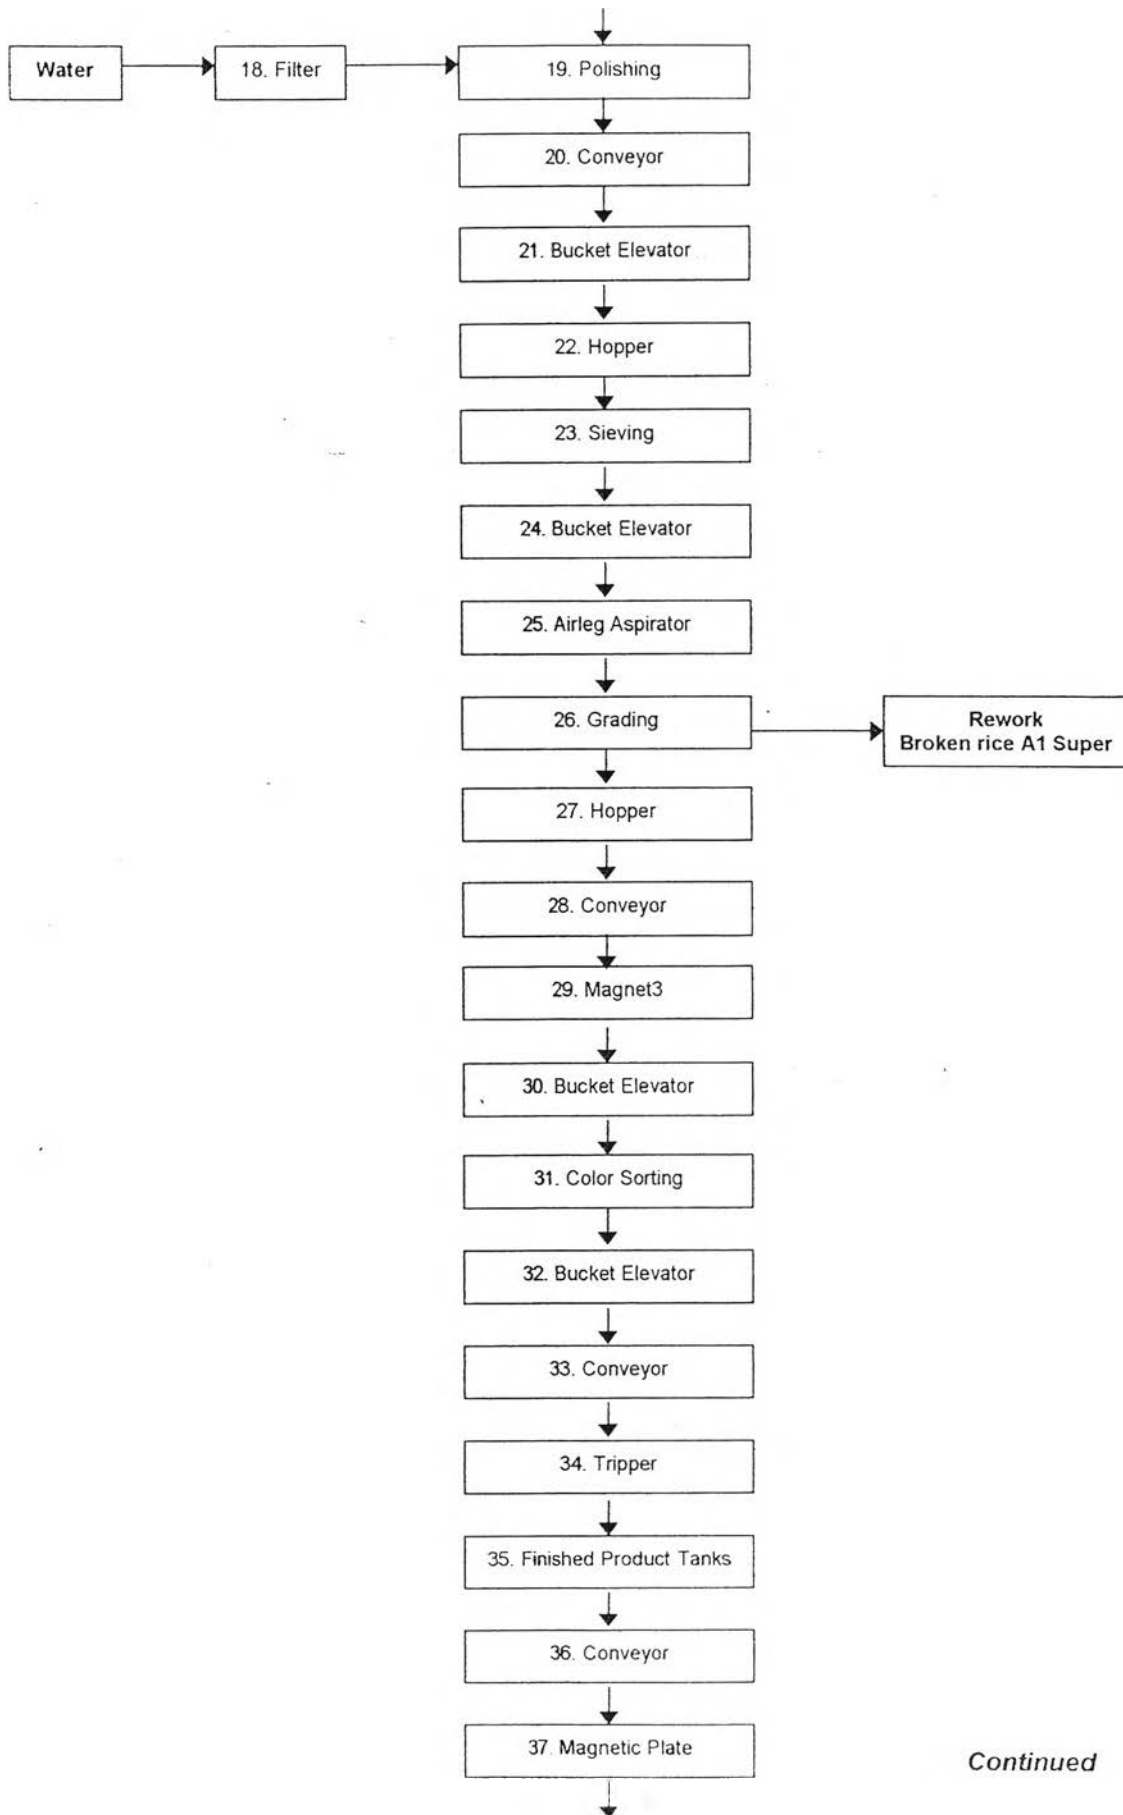 Water
18. Filter
19. Polishing
20. Conveyor
21. Bucket Elevator
22. Hopper
23. Sieving
24. Bucket Elevator
25. Airleg Aspirator
26. Grading
Rework
Broken rice A1 Super
27. Hopper
28. Conveyor
29. Magnet3
30. Bucket Elevator
31. Color Sorting
32. Bucket Elevator
33. Conveyor
34. Tripper
35. Finished Product Tanks
36. Conveyor
37. Magnetic Plate
Continued